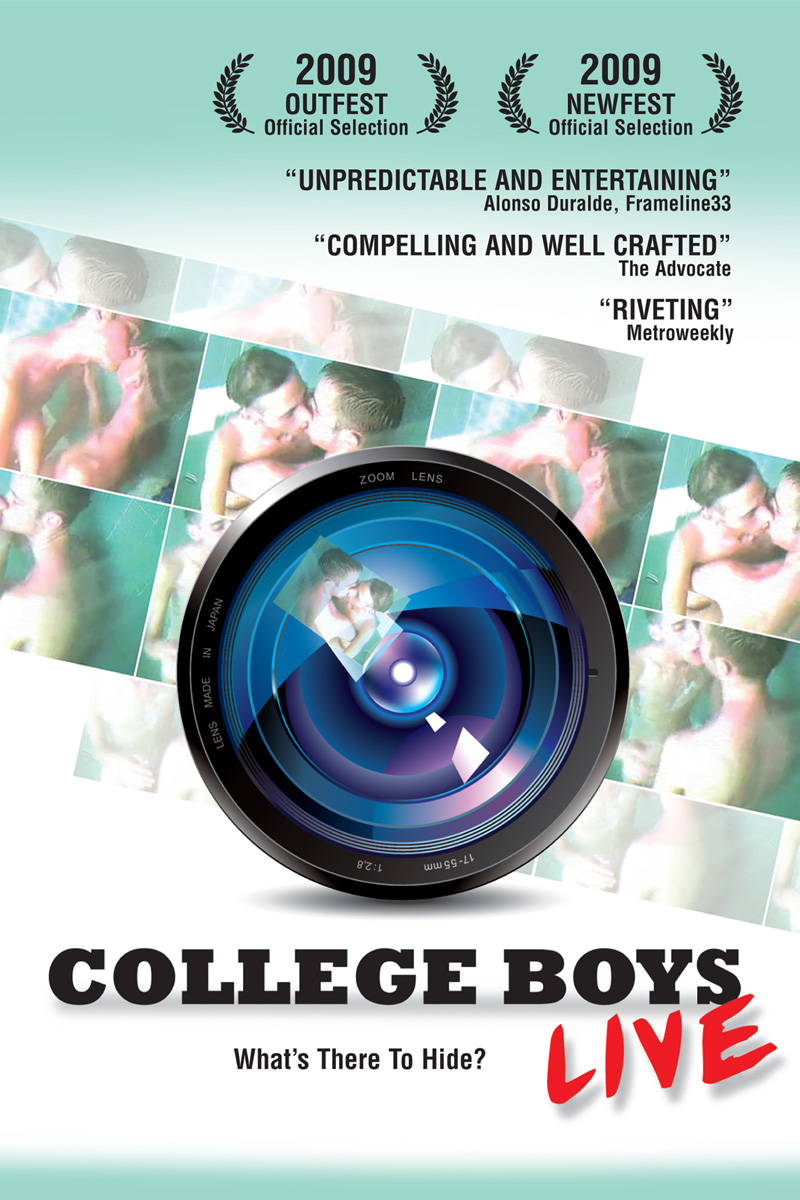 2009
OUTFEST
Official Selection
2009
NEWFEST
Official Selection
“UNPREDICTABLE AND ENTERTAINING”
Alonso Duralde, Frameline33
“COMPELLING AND WELL CRAFTED”
The Advocate
“RIVETING”
Metroweekly
ZOOM LENS
LENS MADE IN JAPAN
1:2,8
17-55mm
COLLEGE BOYS
LIVE
What’s There To Hide?